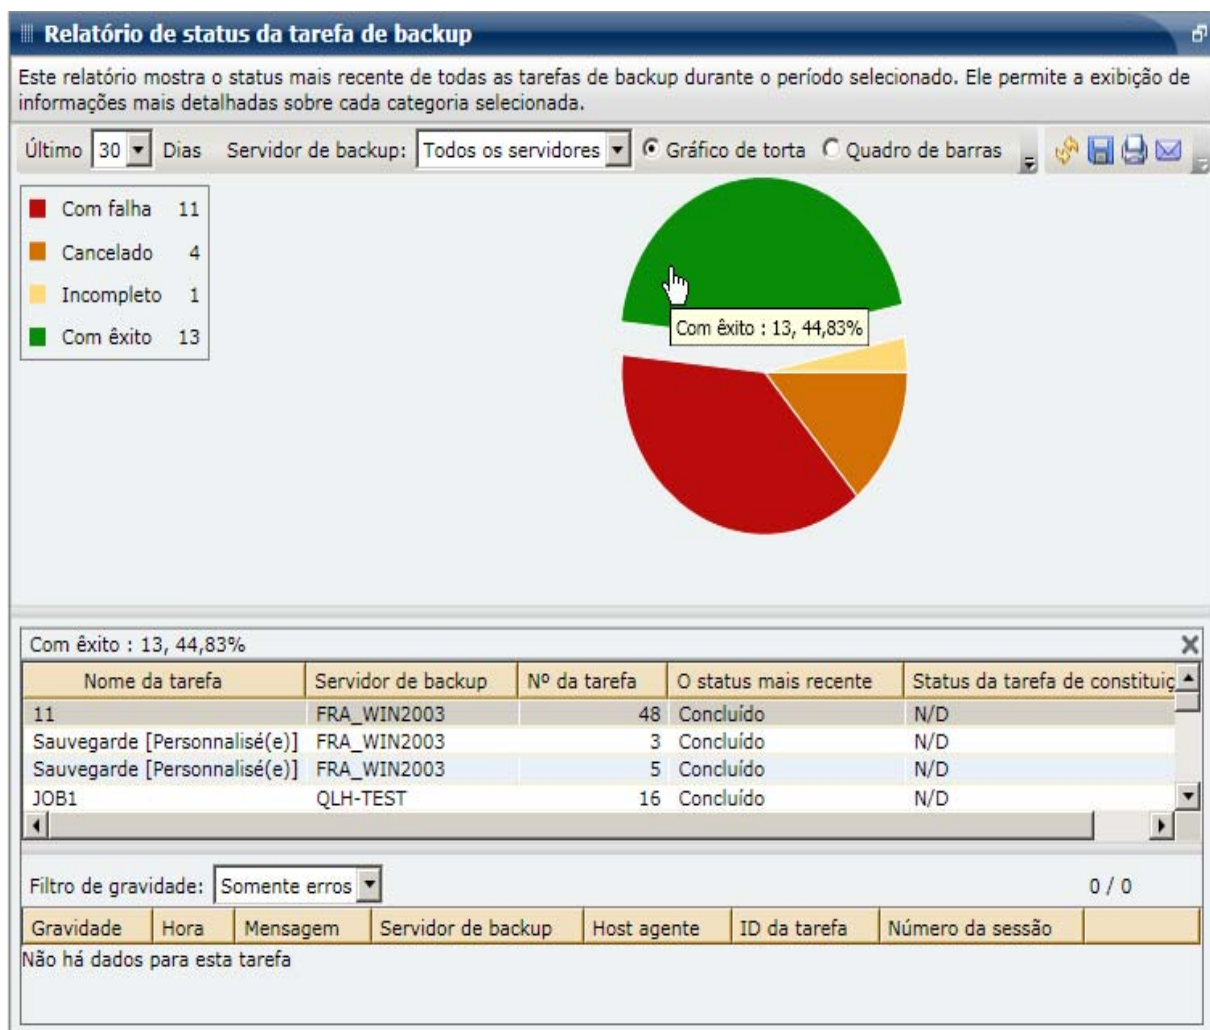 Relatório de status da tarefa de backup
Este relatório mostra o status mais recente de todas as tarefas de backup durante o período selecionado. Ele permite a exibição de
informações mais detalhadas sobre cada categoria selecionada.
Último 30 Dias Servidor de backup: Todos os servidores Gráfico de torta Quadro de barras
Com falha 11
Cancelado 4
Incompleto 1
Com êxito 13
Com êxito : 13, 44,83%
Com êxito : 13, 44,83%
Nome da tarefa Servidor de backup Nº da tarefa O status mais recente Status da tarefa de constituiç
11 FRA_WIN2003 48 Concluído N/D
Sauvegarde [Personnalisé(e)] FRA_WIN2003 3 Concluído N/D
Sauvegarde [Personnalisé(e)] FRA_WIN2003 5 Concluído N/D
JOB1 QLH-TEST 16 Concluído N/D
Filtro de gravidade: Somente erros 0 / 0
Gravidade Hora Mensagem Servidor de backup Host agente ID da tarefa Número da sessão
Não há dados para esta tarefa